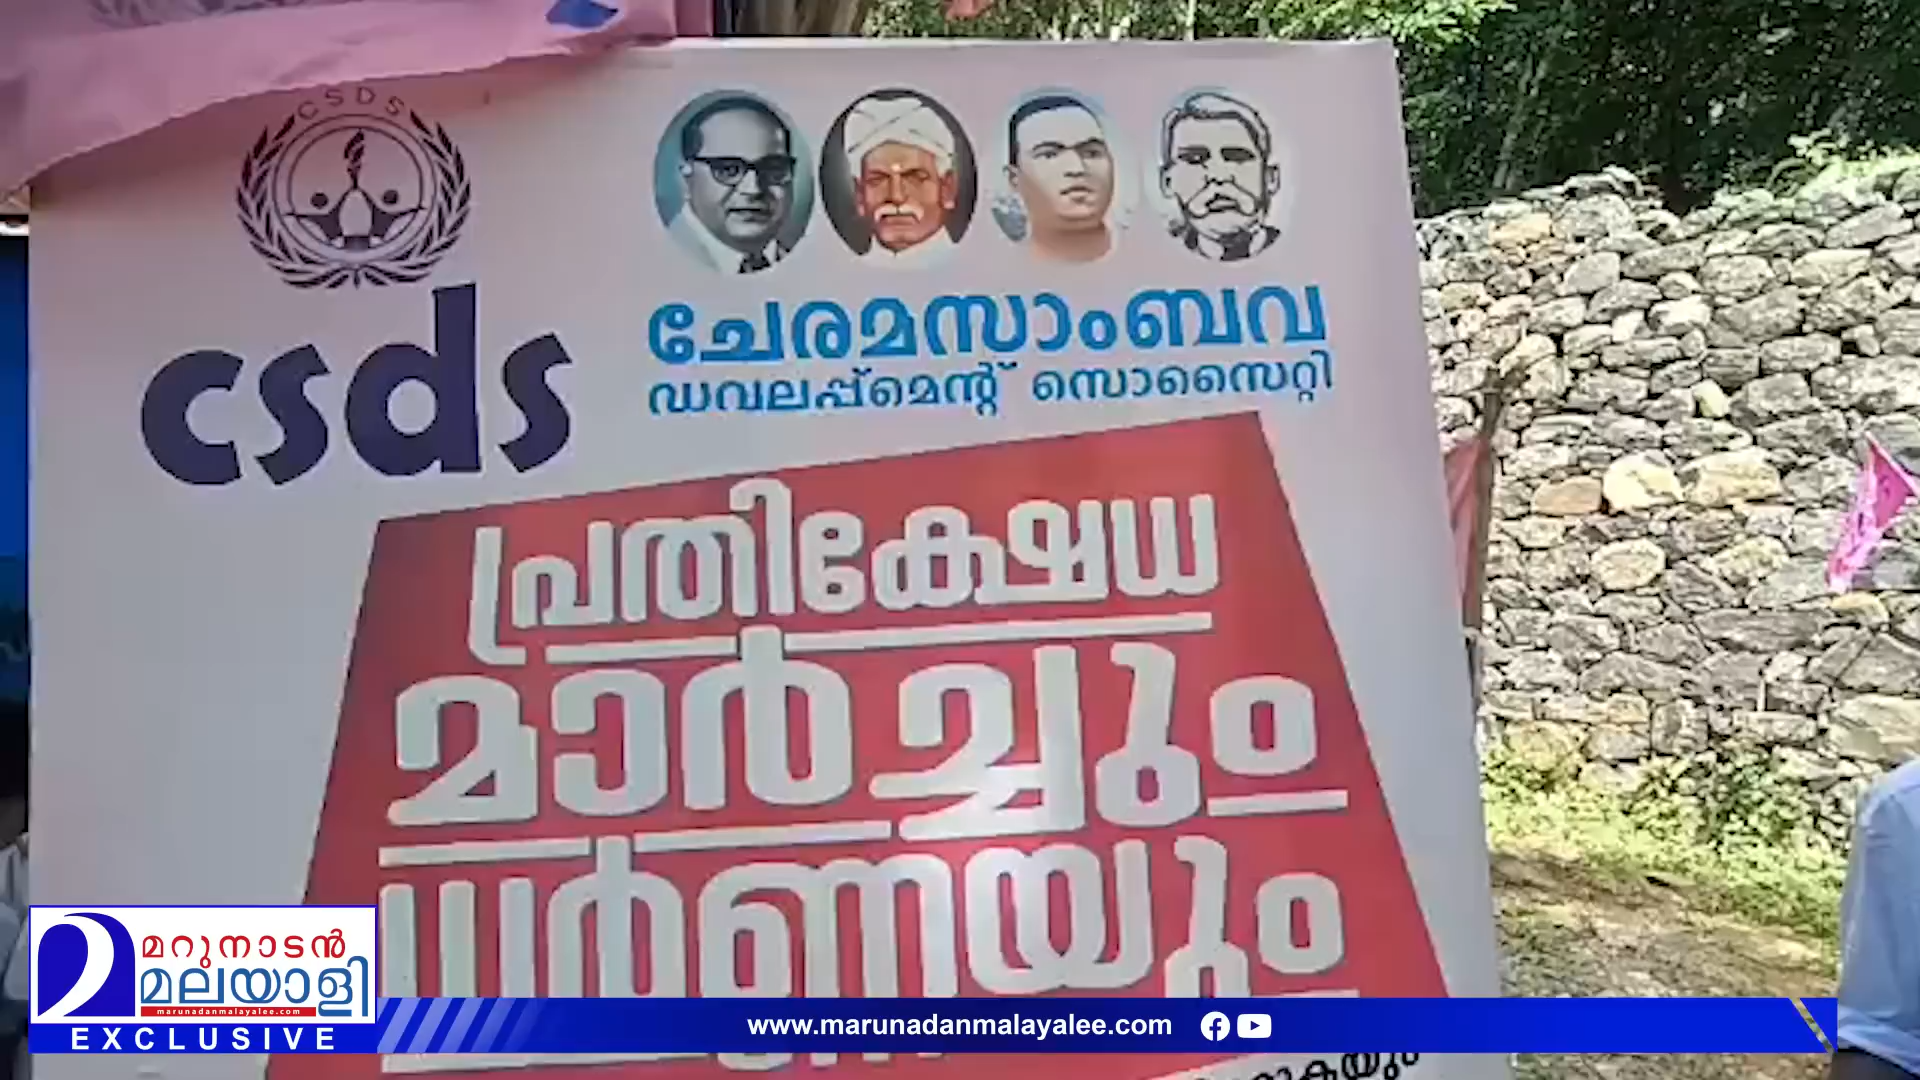 CSDS
csds
ചേരമസാംബവ
ഡവലപ്പ്മെന്റ് സൊസൈറ്റി
പ്രതിക്ഷേധ
മാർച്ചും
ധർണ്ണയും
മറുനാടൻ
മലയാളി
marunadanmalayalee.com
EXCLUSIVE
www.marunadanmalayalee.com